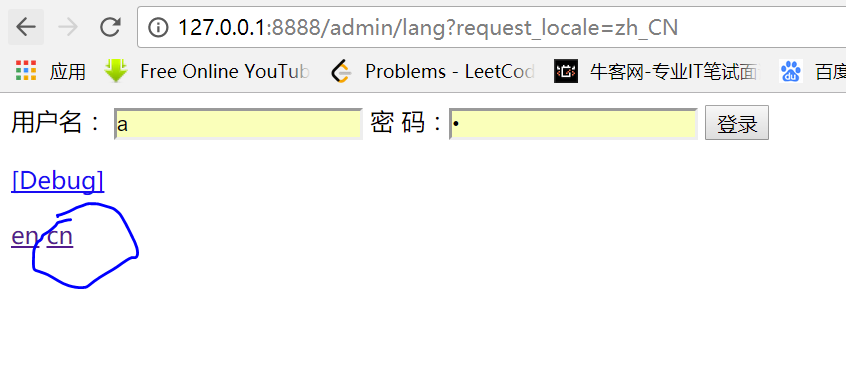 127.0.0.1:8888/admin/lang?request_locale=zh_CN
应用 Free Online YouTub Problems - LeetCod 牛客网-专业IT笔试面 百度
用户名： a 密 码：• 登录
[Debug]
en cn